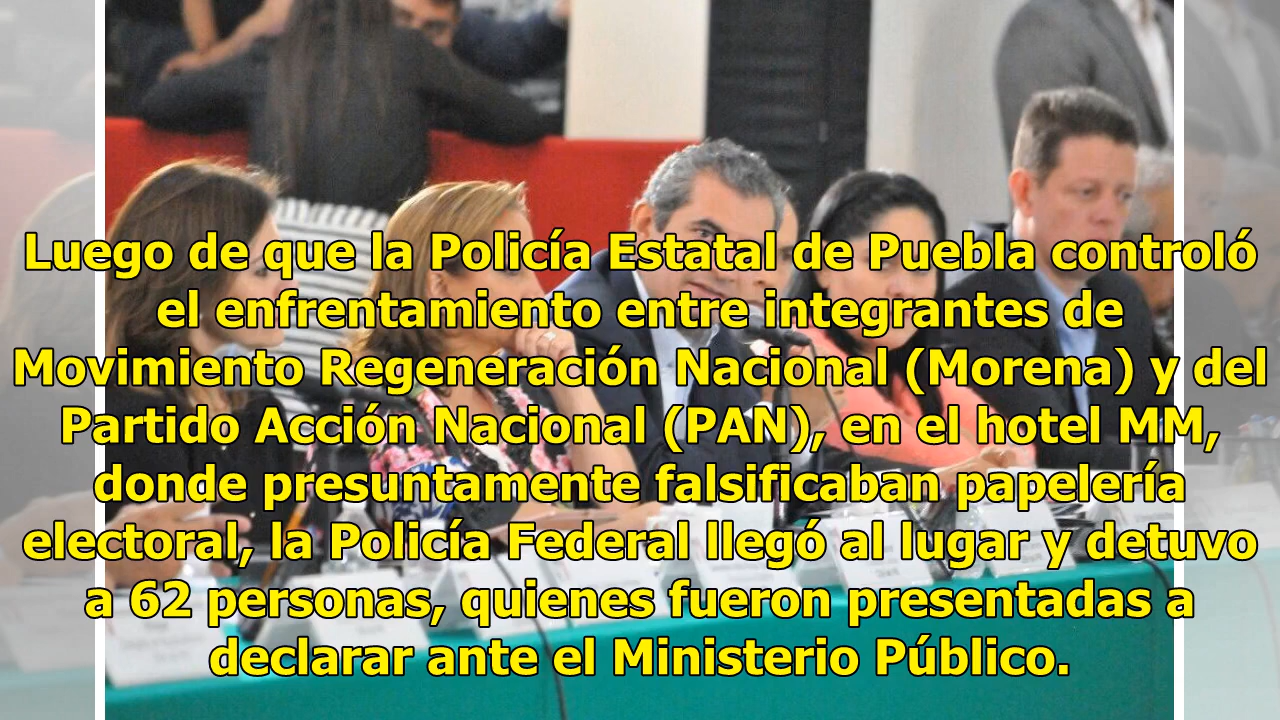 Luego de que la Policía Estatal de Puebla controló
el enfrentamiento entre integrantes de
Movimiento Regeneración Nacional (Morena) y del
Partido Acción Nacional (PAN), en el hotel MM,
donde presuntamente falsificaban papelería
electoral, la Policía Federal llegó al lugar y detuvo
a 62 personas, quienes fueron presentadas a
declarar ante el Ministerio Público.